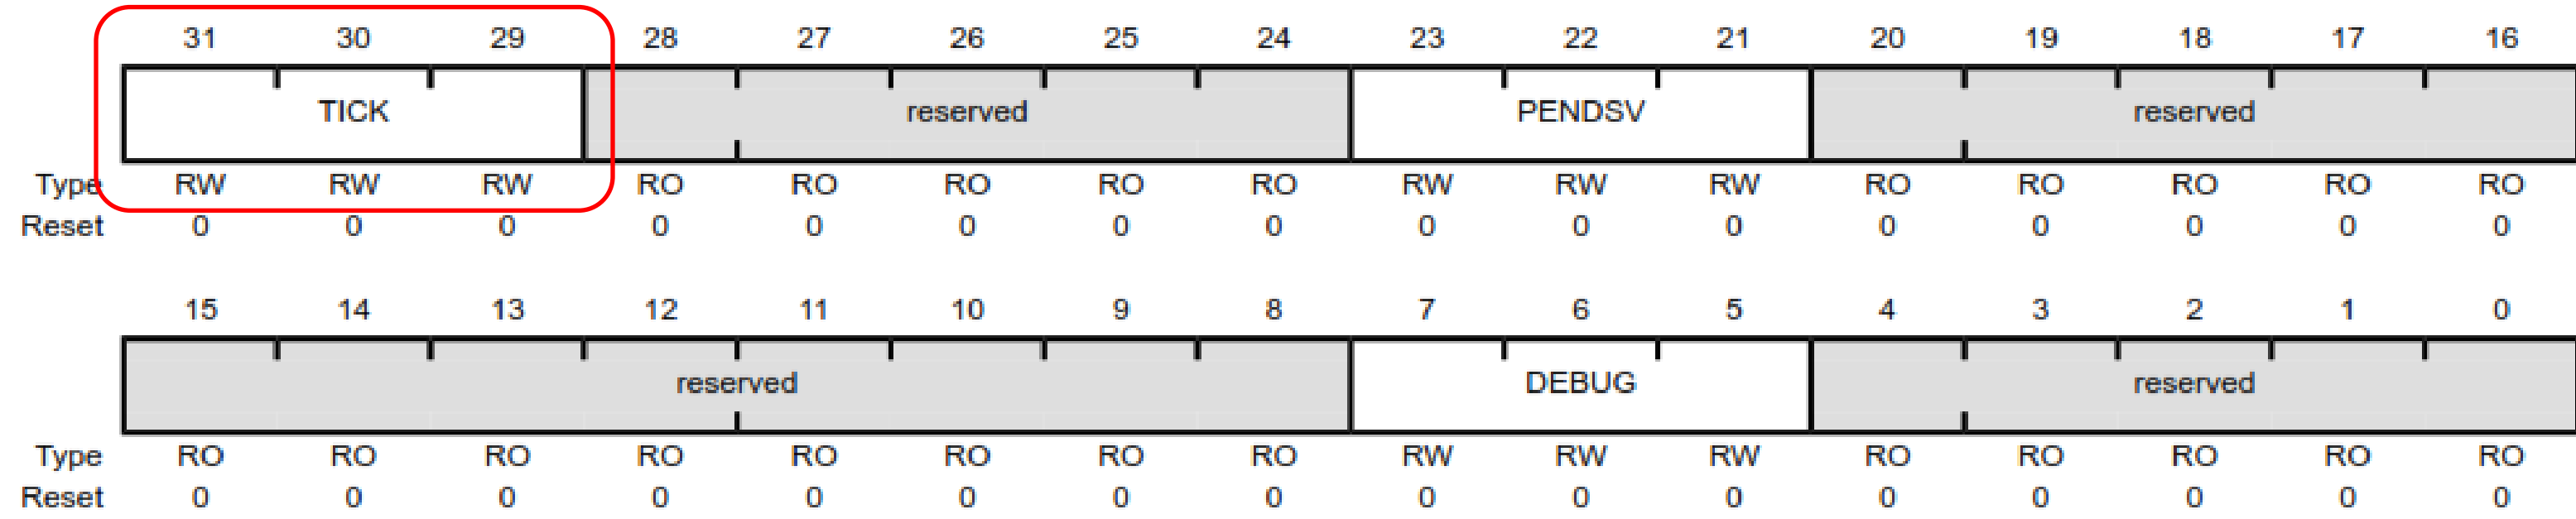 31 30 29 28 27 26 25 24 23 22 21 20 19 18 17 16
TICK reserved PENDSV reserved
Type RW RW RW RO RO RO RO RO RW RW RW RO RO RO RO RO
Reset 0 0 0 0 0 0 0 0 0 0 0 0 0 0 0 0
15 14 13 12 11 10 9 8 7 6 5 4 3 2 1 0
reserved DEBUG reserved
Type RO RO RO RO RO RO RO RO RW RW RW RO RO RO RO RO
Reset 0 0 0 0 0 0 0 0 0 0 0 0 0 0 0 0